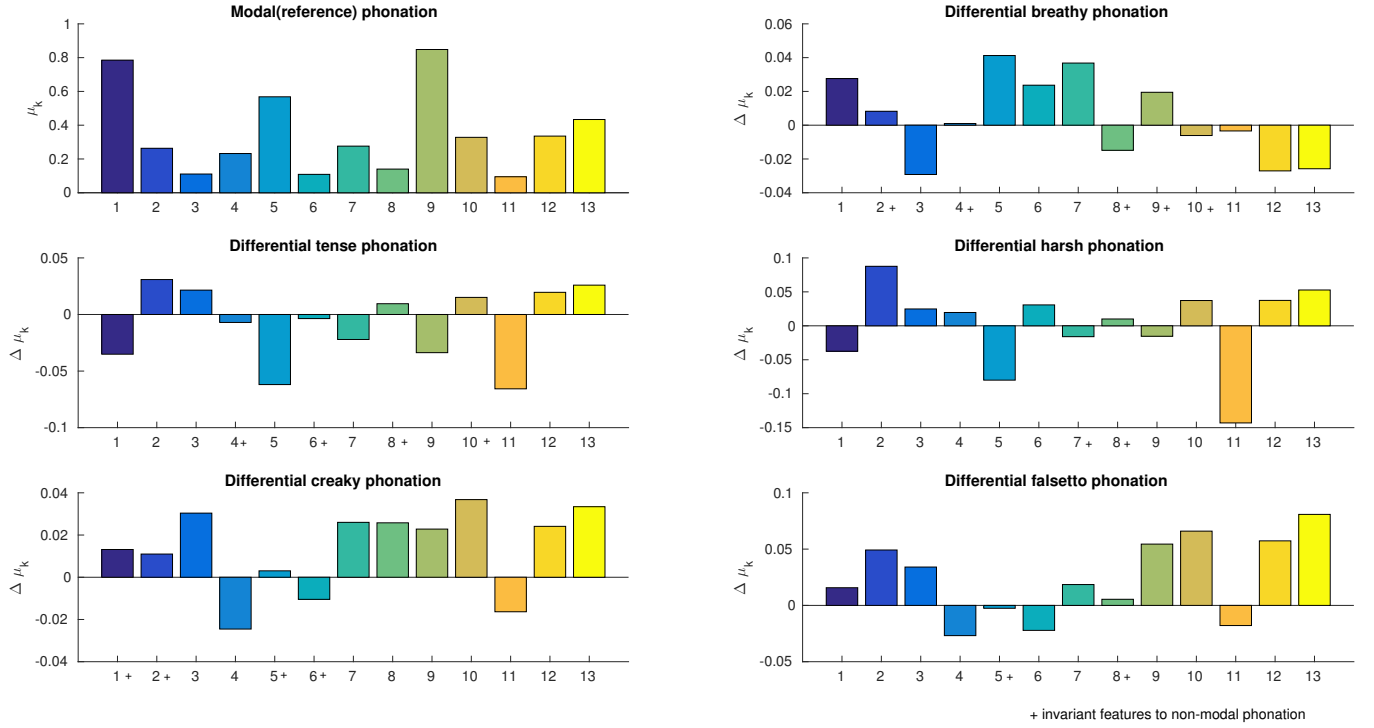 Modal(reference) phonation
1
0.8
0.6
0.4
0.2
0
μk
1 2 3 4 5 6 7 8 9 10 11 12 13
Differential breathy phonation
0.06
0.04
0.02
0
-0.02
-0.04
Δ μk
1 2 + 3 4 + 5 6 7 8 + 9 + 10 + 11 12 13
Differential tense phonation
0.05
0
-0.05
-0.1
Δ μk
1 2 3 4 + 5 6 + 7 8 + 9 10 + 11 12 13
Differential harsh phonation
0.1
0.05
0
-0.05
-0.1
-0.15
Δ μk
1 2 3 4 5 6 7 + 8 + 9 10 11 12 13
Differential creaky phonation
0.04
0.02
0
-0.02
-0.04
Δ μk
1 + 2 + 3 4 5 + 6 + 7 8 9 10 11 12 13
Differential falsetto phonation
0.1
0.05
0
-0.05
Δ μk
1 2 3 4 5 + 6 7 8 + 9 10 11 12 13
+ invariant features to non-modal phonation